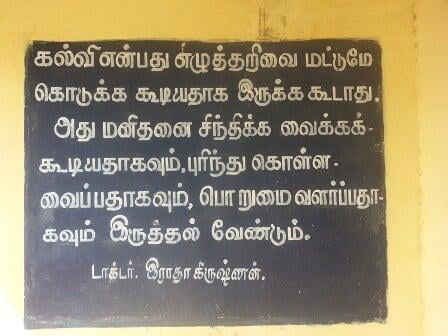 கல்வி என்பது எழுத்தறிவை மட்டுமே
கொடுக்க கூடியதாக இருக்க கூடாது.
அது மனிதனை சிந்திக்க வைக்கக்-
கூடியதாகவும், புரிந்து கொள்ள-
வைப்பதாகவும், பொறுமை வளர்ப்பதா-
கவும் இருத்தல் வேண்டும்.
டாக்டர். இராதாகிருஷ்ணன்.